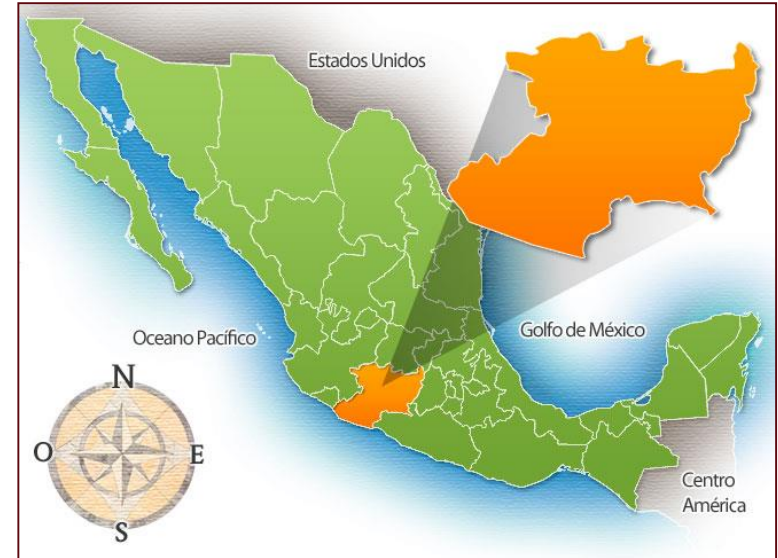 Estados Unidos
Oceano Pacífico
Golfo de México
N
O
E
S
Centro
América